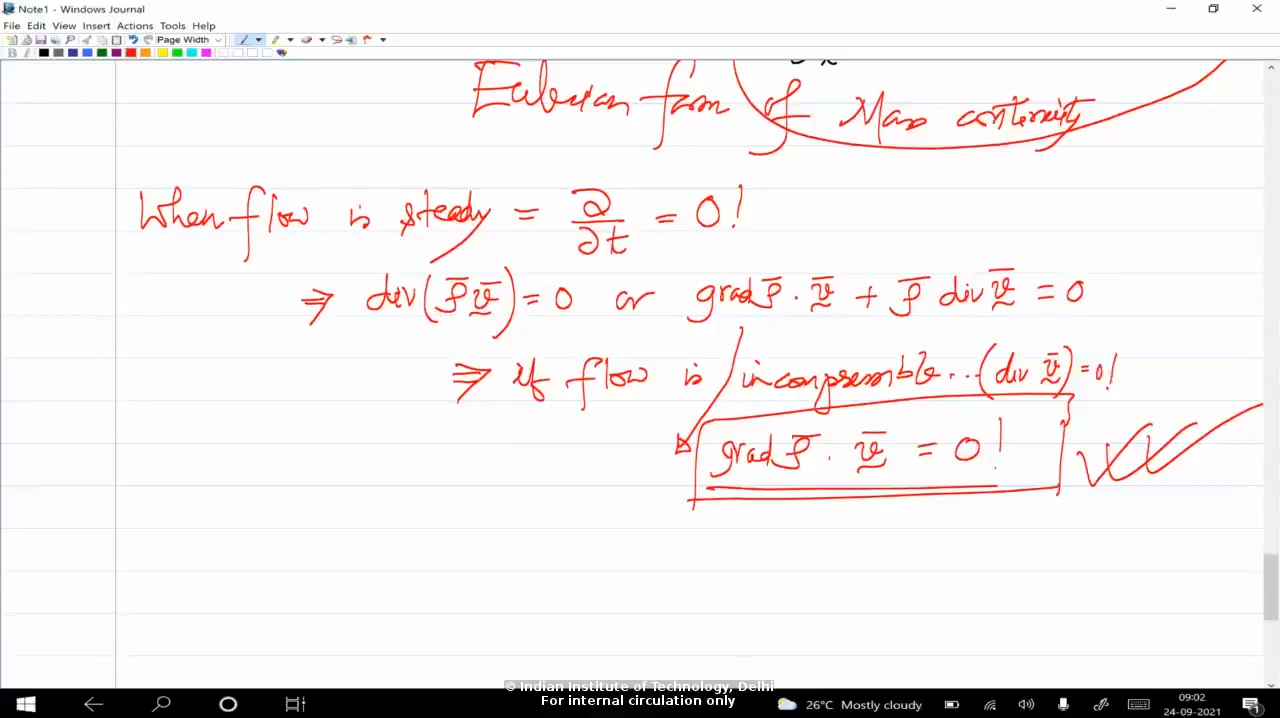 Note1 - Windows Journal
File Edit View Insert Actions Tools Help
Page Width
Eulerian form of Mass continuity
When flow is steady = ∂/∂t = 0!
⇒ div(ρ̄ v̄) = 0 or grad ρ̄ . v̄ + ρ̄ div v̄ = 0
⇒ if flow is incompressible... (div v̄) = 0!
grad ρ̄ . v̄ = 0!
© Indian Institute of Technology, Delhi
For internal circulation only
26°C Mostly cloudy
09:02
24-09-2021